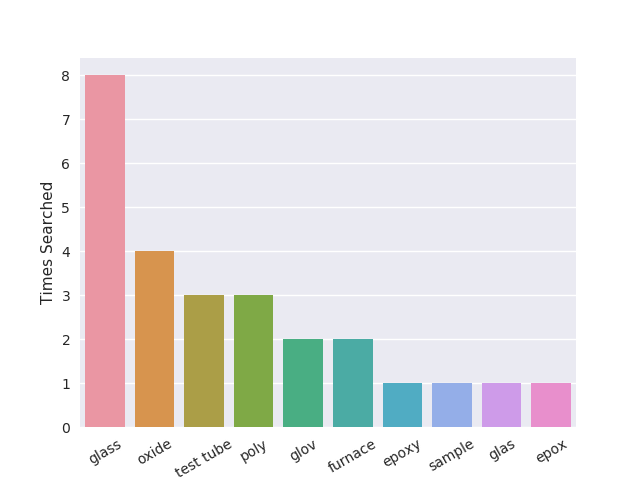 8
7
6
5
4
3
2
1
0
Times Searched
glass
oxide
test tube
poly
glov
furnace
epoxy
sample
glas
epox